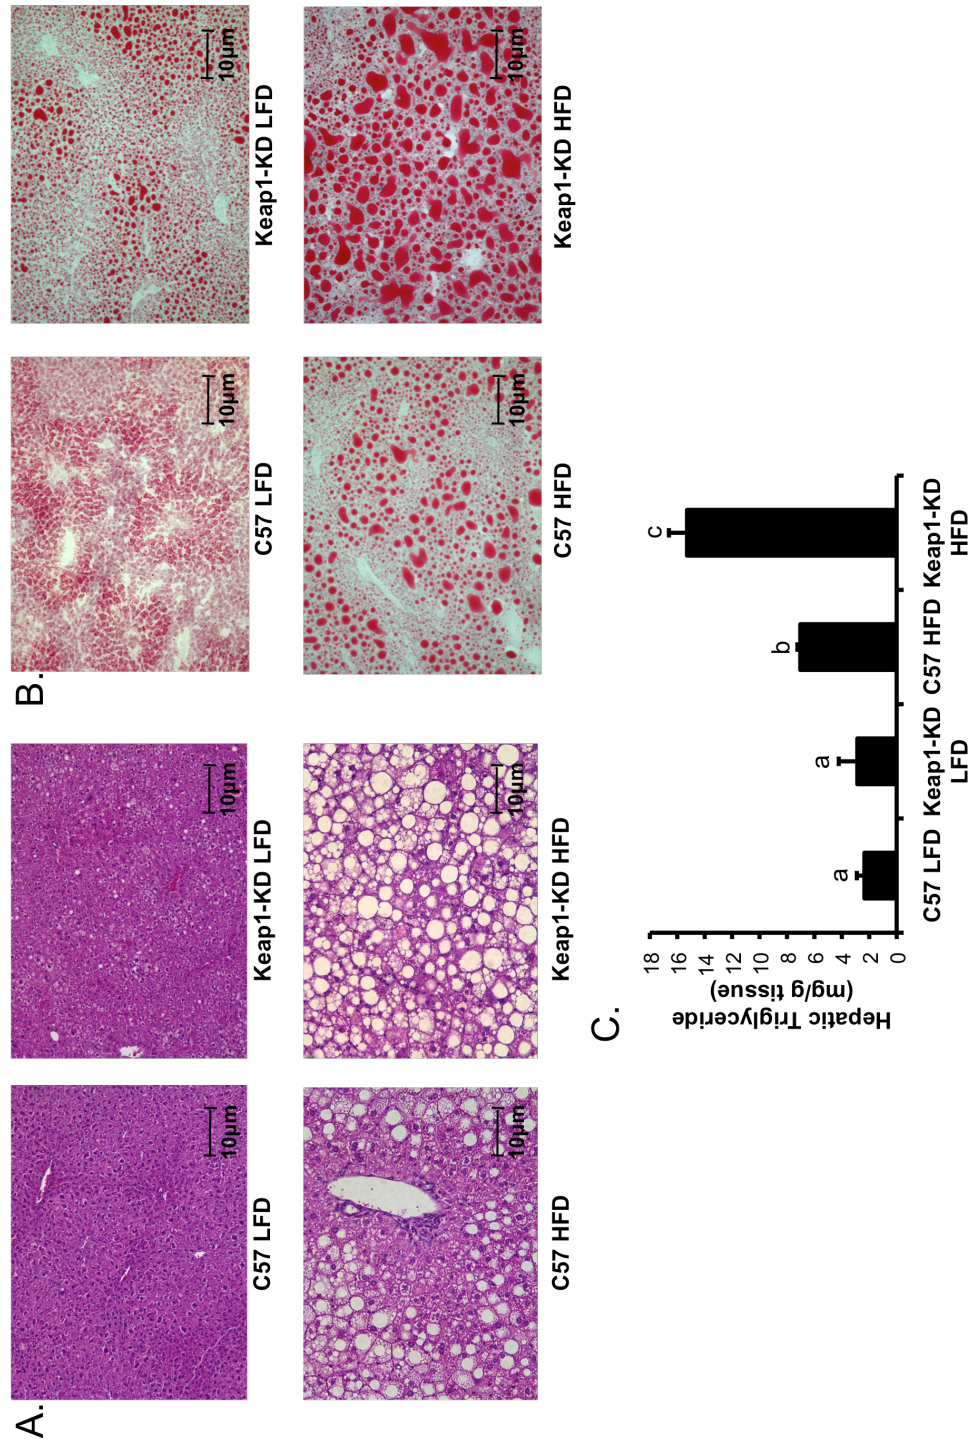 A.
10µm
10µm
C57 LFD
Keap1-KD LFD
10µm
10µm
C57 HFD
Keap1-KD HFD
B.
10µm
10µm
C57 LFD
Keap1-KD LFD
10µm
10µm
C57 HFD
Keap1-KD HFD
C.
Hepatic Triglyceride
(mg/g tissue)
18
16
14
12
10
8
6
4
2
0
a
a
b
c
C57 LFD Keap1-KD C57 HFD Keap1-KD
LFD HFD